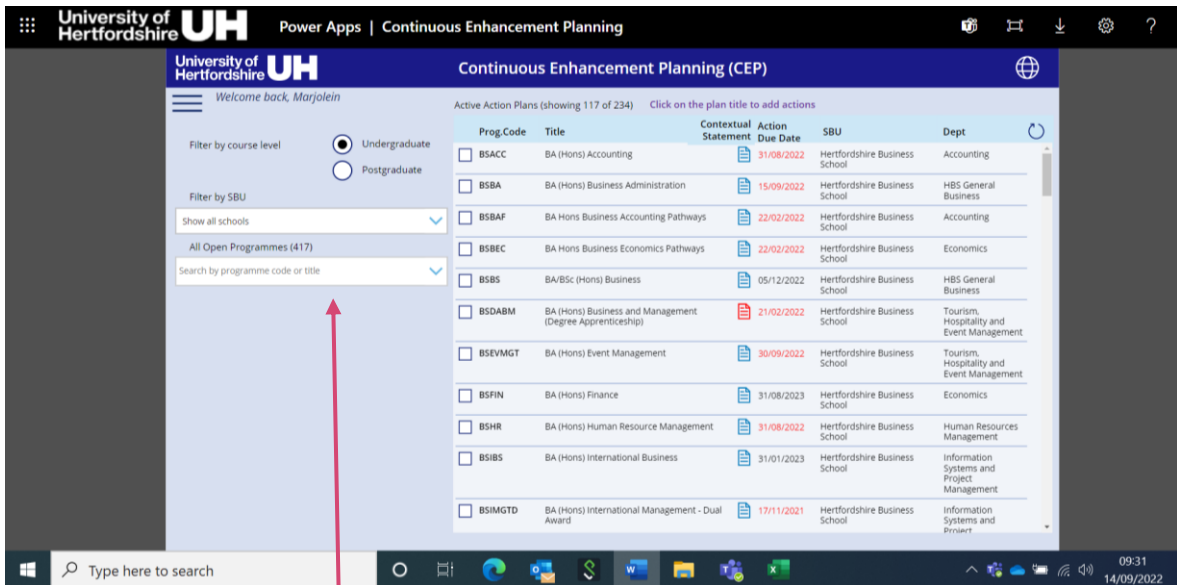 University of Hertfordshire UH Power Apps | Continuous Enhancement Planning ?
University of Hertfordshire UH Continuous Enhancement Planning (CEP)
Welcome back, Marjolein
Active Action Plans (showing 117 of 234) Click on the plan title to add actions
Filter by course level
Undergraduate
Postgraduate
Filter by SBU
Show all schools
All Open Programmes (417)
Search by programme code or title
Prog.Code Title Contextual Statement Action Due Date SBU Dept
BSACC BA (Hons) Accounting 31/08/2022 Hertfordshire Business School Accounting
BSBA BA (Hons) Business Administration 15/09/2022 Hertfordshire Business School HBS General Business
BSBAF BA Hons Business Accounting Pathways 22/02/2022 Hertfordshire Business School Accounting
BSBEC BA Hons Business Economics Pathways 22/02/2022 Hertfordshire Business School Economics
BSBS BA/BSc (Hons) Business 05/12/2022 Hertfordshire Business School HBS General Business
BSDABM BA (Hons) Business and Management (Degree Apprenticeship) 21/02/2022 Hertfordshire Business School Tourism, Hospitality and Event Management
BSEVMGT BA (Hons) Event Management 30/09/2022 Hertfordshire Business School Tourism, Hospitality and Event Management
BSFIN BA (Hons) Finance 31/08/2023 Hertfordshire Business School Economics
BSHR BA (Hons) Human Resource Management 31/08/2022 Hertfordshire Business School Human Resources Management
BSIBS BA (Hons) International Business 31/01/2023 Hertfordshire Business School Information Systems and Project Management
BSIMGTD BA (Hons) International Management - Dual Award 17/11/2021 Hertfordshire Business School Information Systems and Project
Type here to search
09:31
14/09/2022